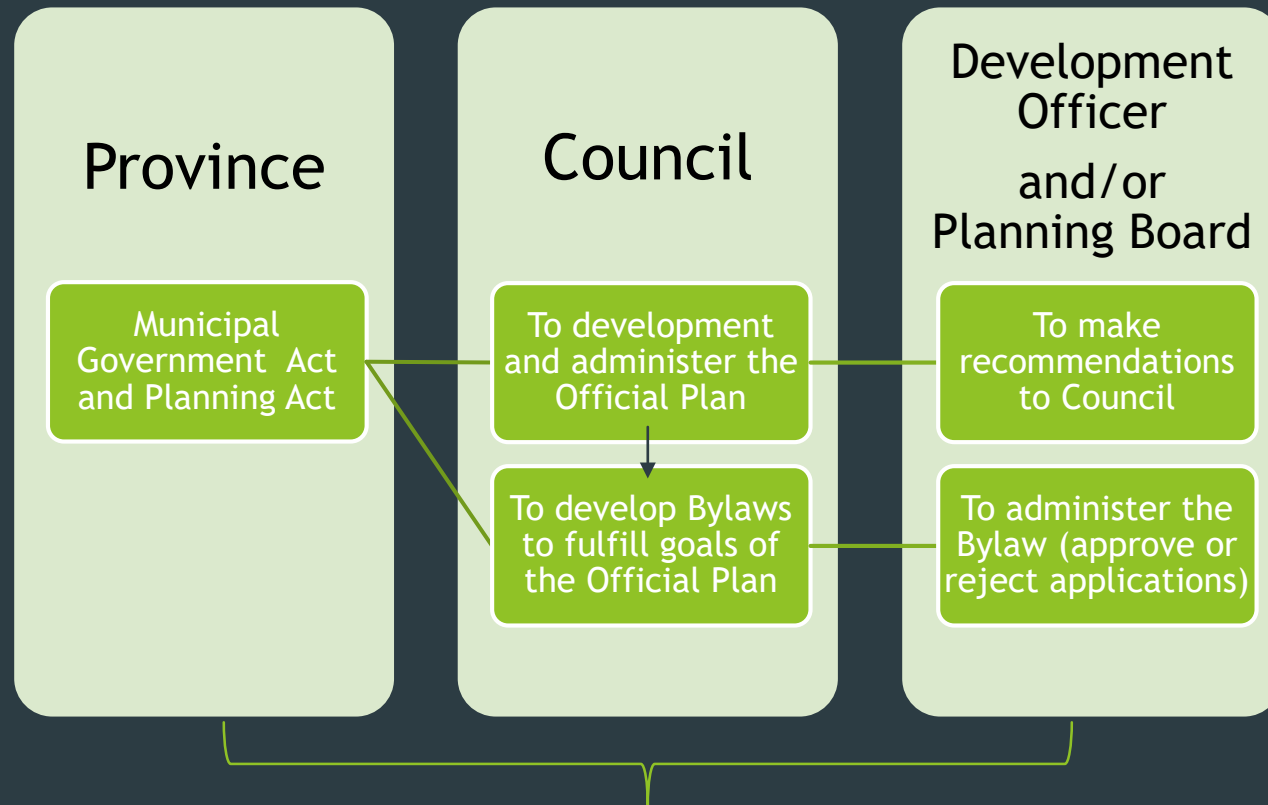 Province
Municipal
Government Act
and Planning Act
Council
To development
and administer the
Official Plan
To develop Bylaws
to fulfill goals of
the Official Plan
Development
Officer
and/or
Planning Board
To make
recommendations
to Council
To administer the
Bylaw (approve or
reject applications)